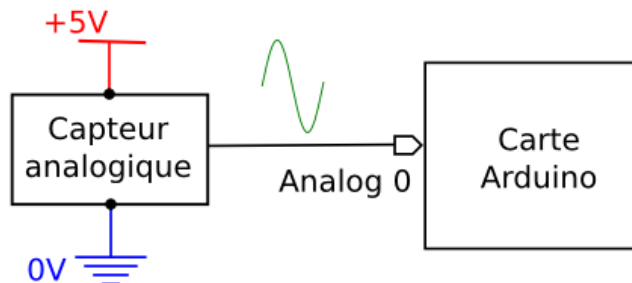 +5V
Capteur
analogique
Analog 0
Carte
Arduino
0V